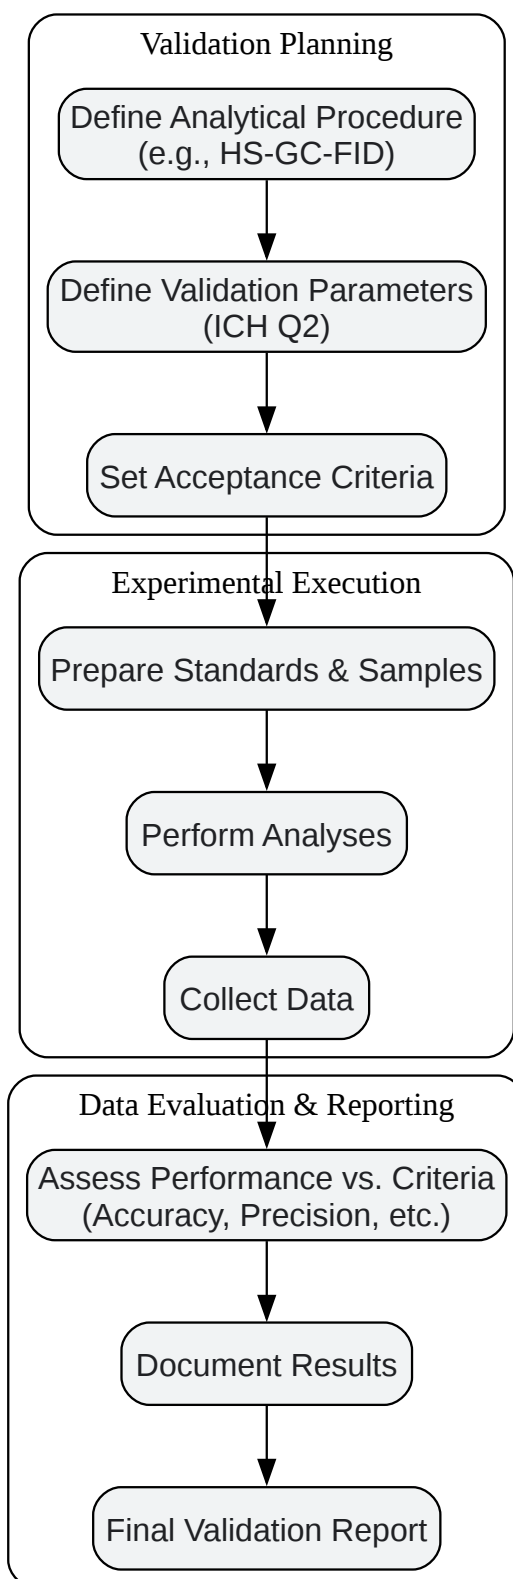 Validation Planning
Define Analytical Procedure
(e.g., HS-GC-FID)
Define Validation Parameters
(ICH Q2)
Set Acceptance Criteria
Experimental Execution
Prepare Standards & Samples
Perform Analyses
Collect Data
Data Evaluation & Reporting
Assess Performance vs. Criteria
(Accuracy, Precision, etc.)
Document Results
Final Validation Report